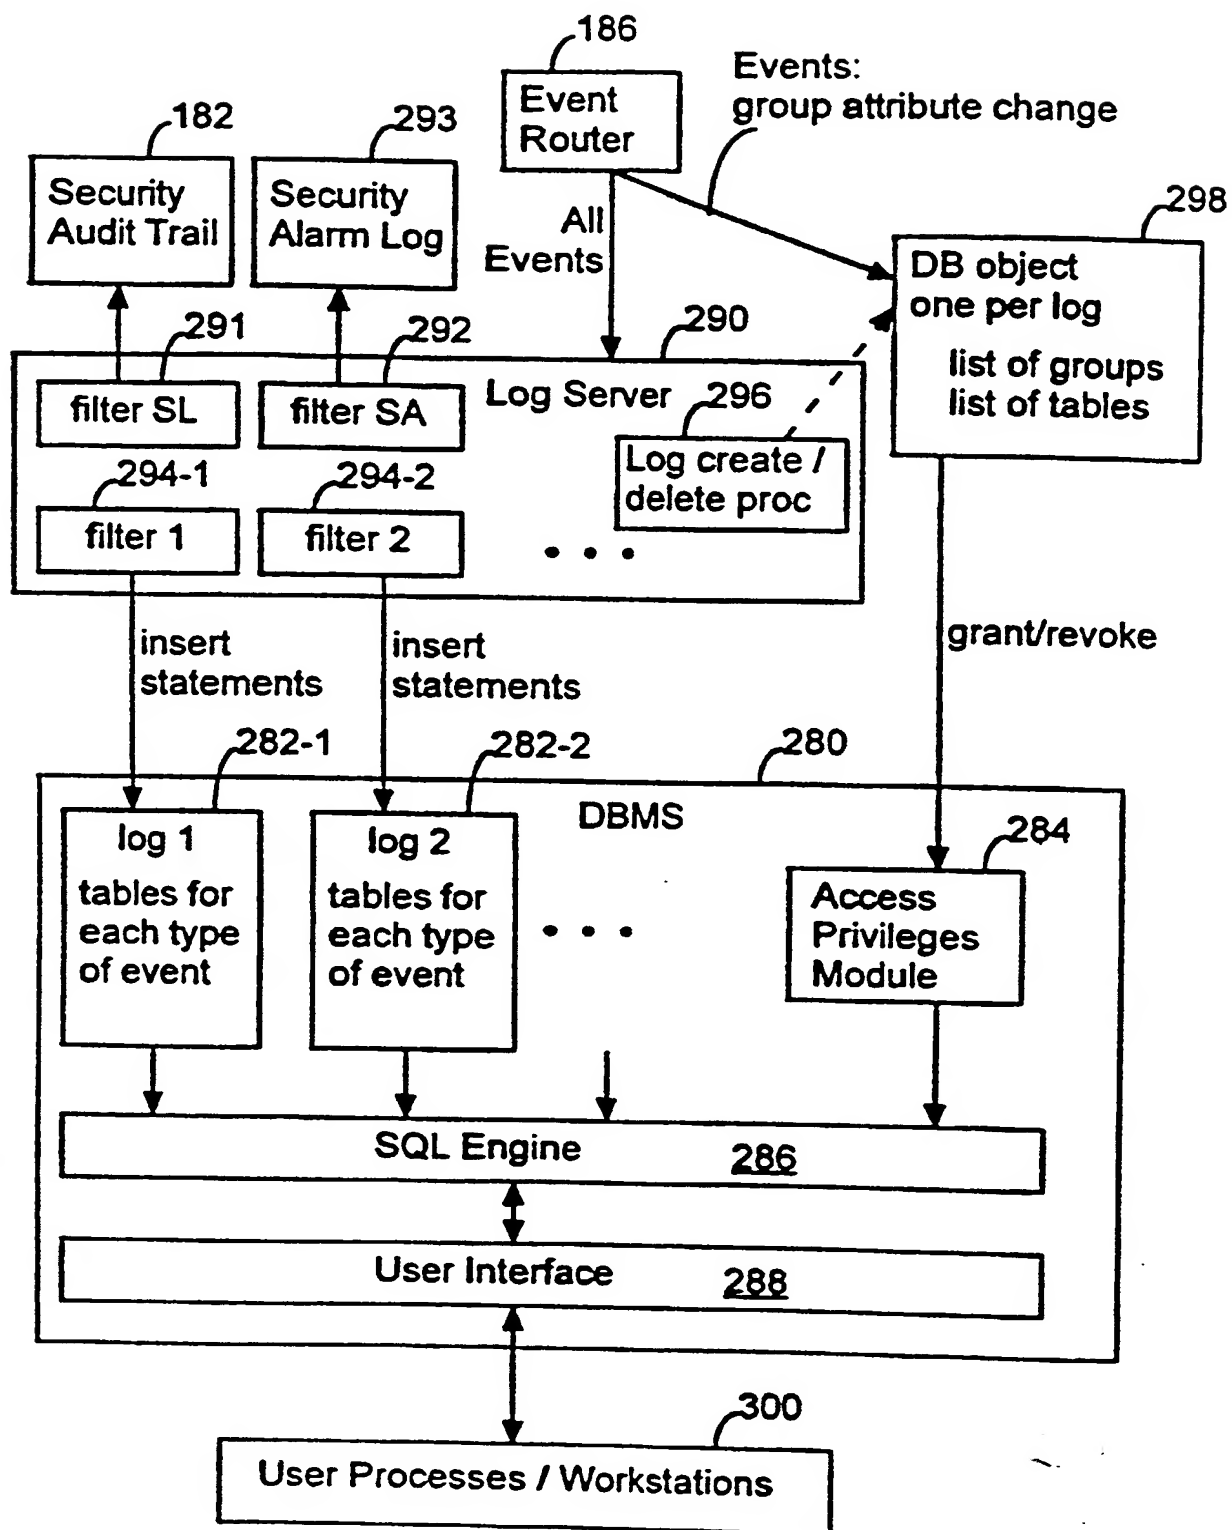 186
Event
Router
Events:
group attribute change
182
Security
Audit Trail
293
Security
Alarm Log
All
Events
298
DB object
one per log
list of groups
list of tables
291
292
290
filter SL
filter SA
Log Server
296
Log create /
delete proc
294-1
294-2
filter 1
filter 2
• • •
insert
statements
insert
statements
grant/revoke
282-1
282-2
280
DBMS
log 1
tables for
each type
of event
log 2
tables for
each type
of event
• • •
284
Access
Privileges
Module
SQL Engine 286
User Interface 288
300
User Processes / Workstations